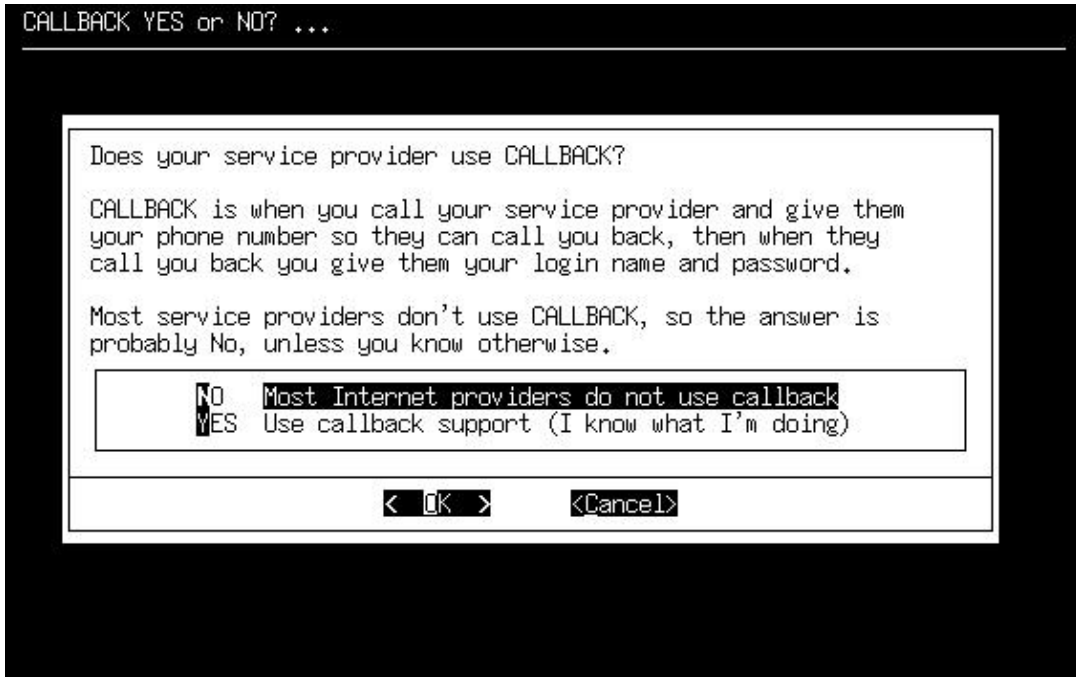 CALLBACK YES or NO? ...
Does your service provider use CALLBACK?
CALLBACK is when you call your service provider and give them
your phone number so they can call you back, then when they
call you back you give them your login name and password.
Most service providers don't use CALLBACK, so the answer is
probably No, unless you know otherwise.
NO Most Internet providers do not use callback
YES Use callback support (I know what I'm doing)
< OK > <Cancel>